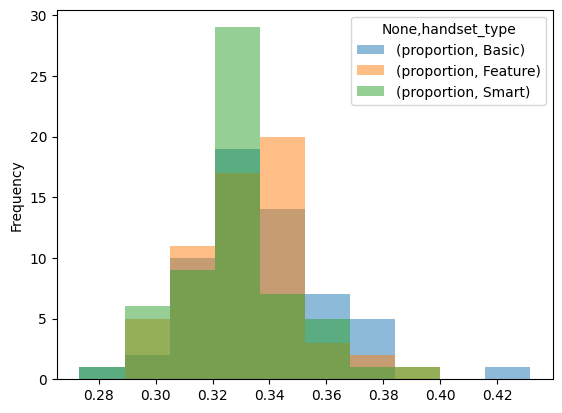 None,handset_type
(proportion, Basic)
(proportion, Feature)
(proportion, Smart)
Frequency
30
25
20
15
10
5
0
0.28 0.30 0.32 0.34 0.36 0.38 0.40 0.42